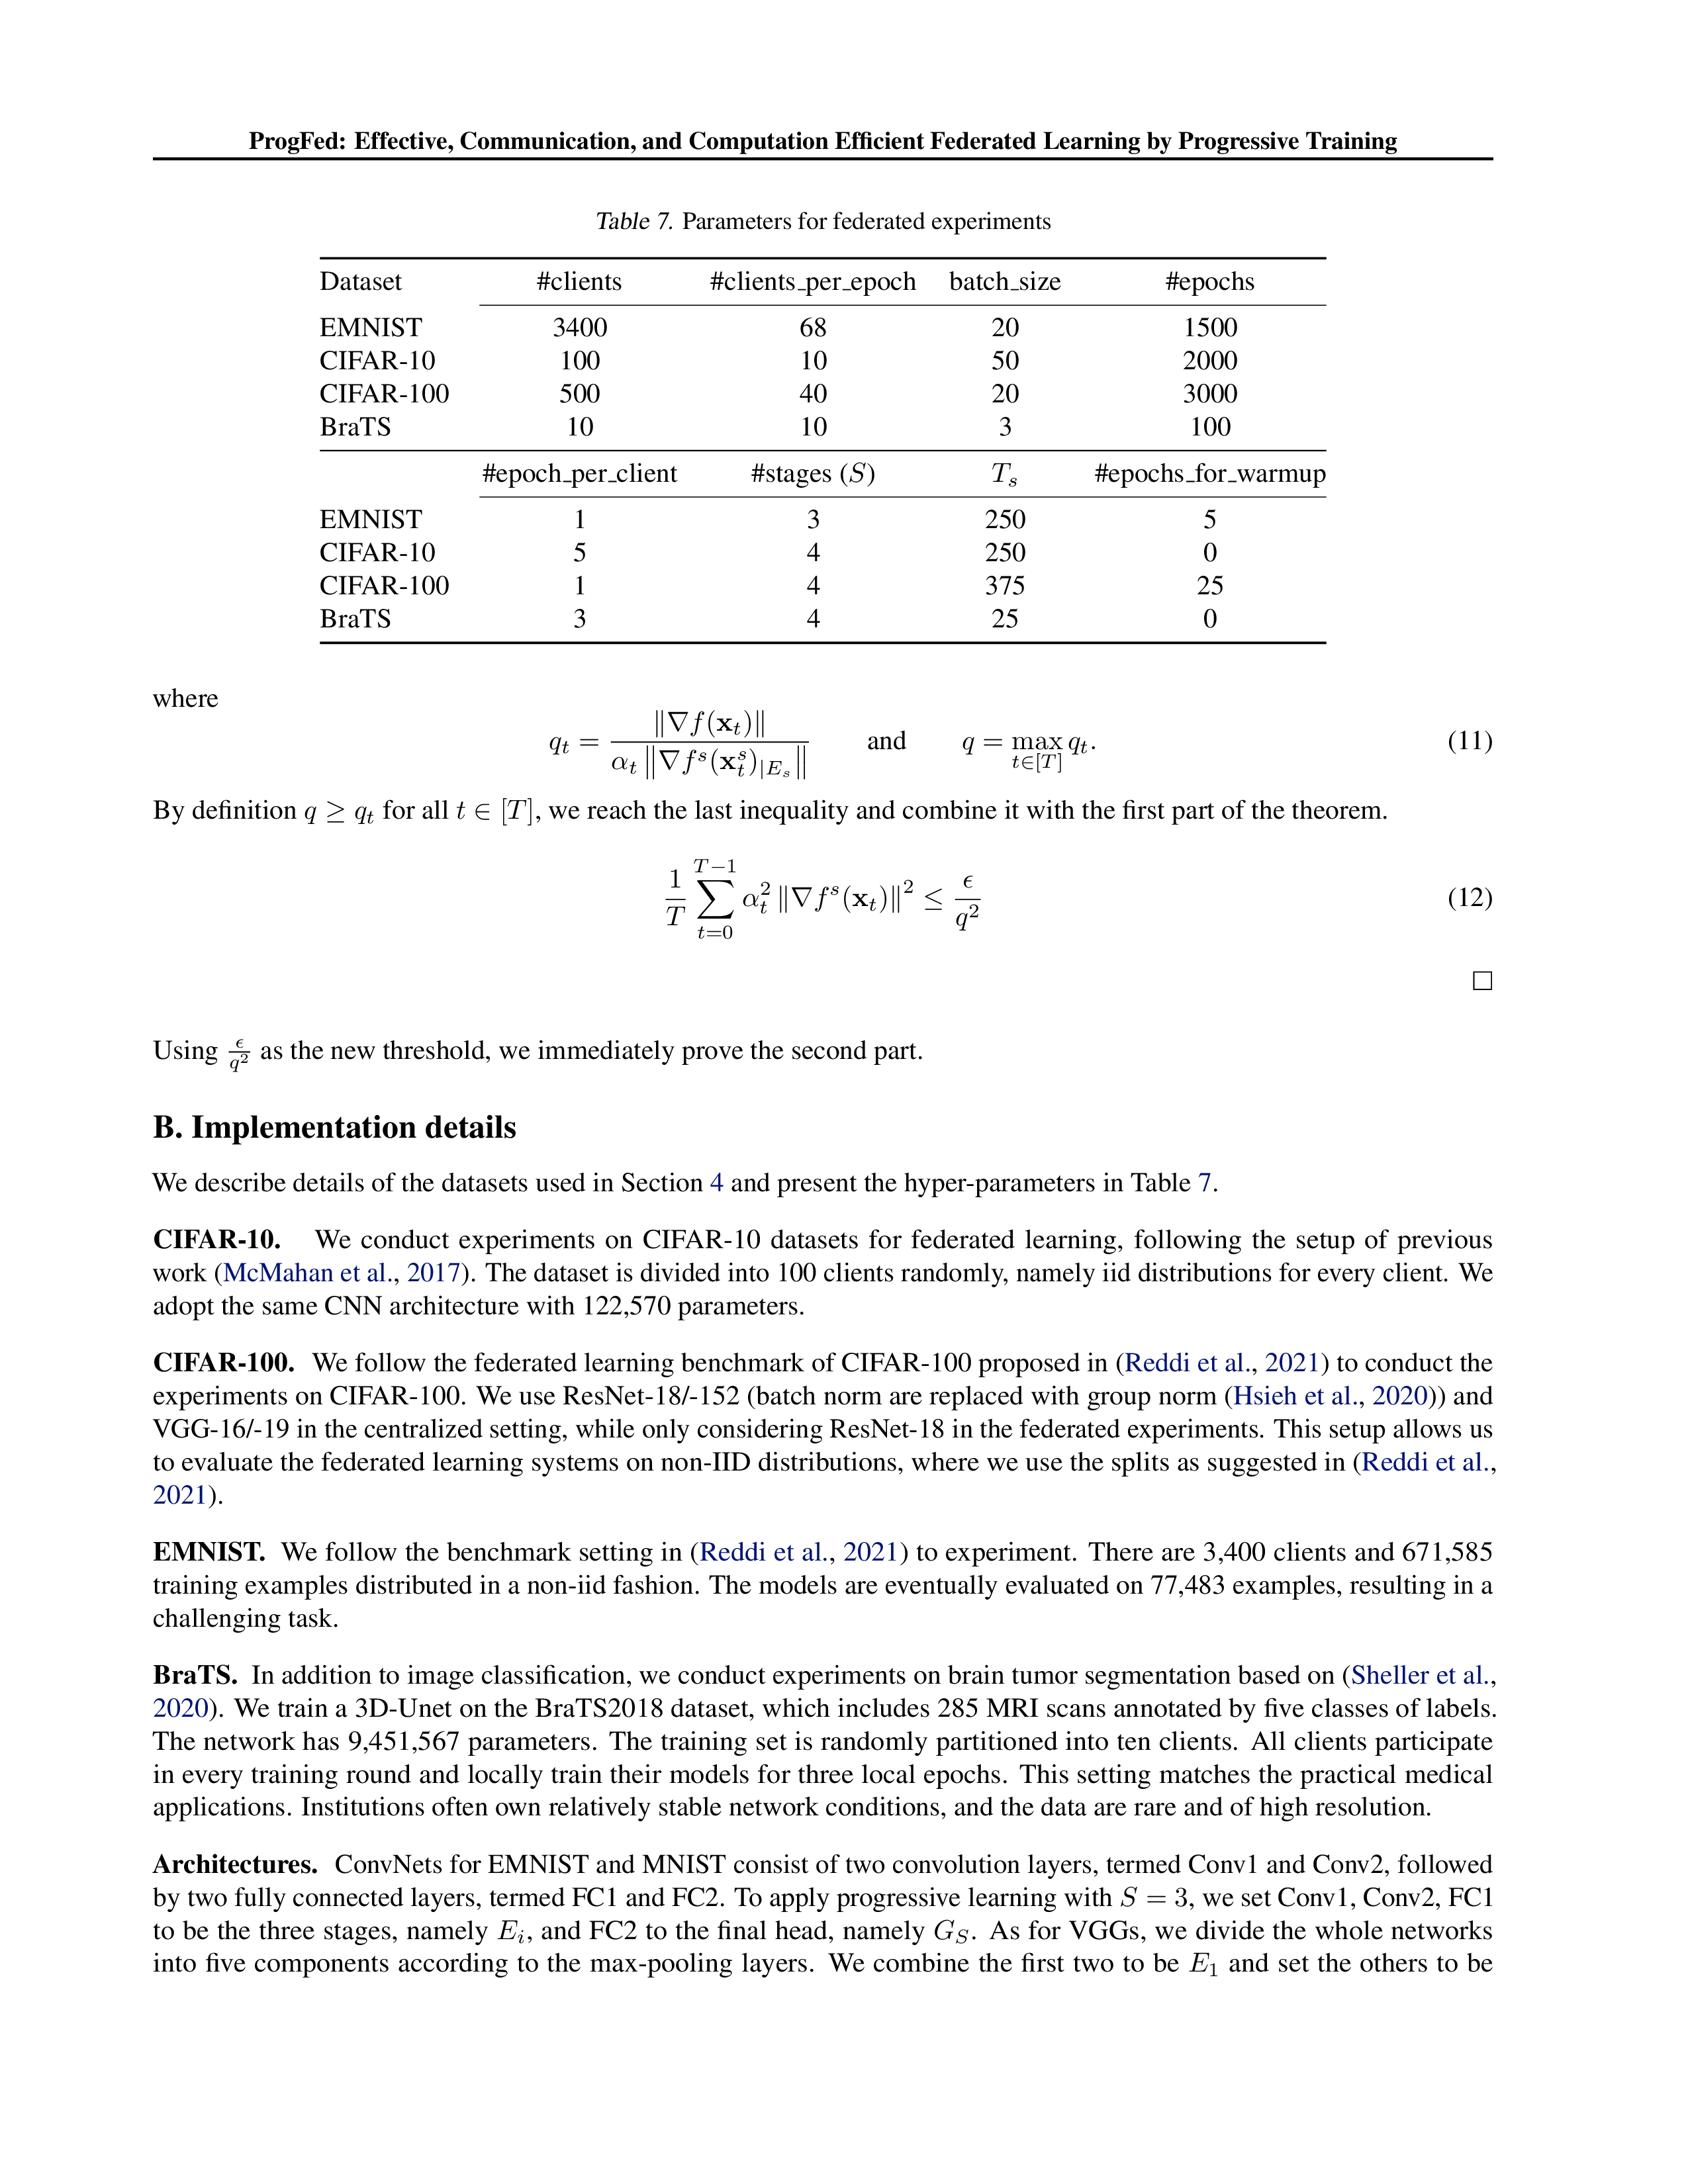 ProgFed: Effective, Communication, and Computation Efficient Federated Learning by Progressive Training
Table 7. Parameters for federated experiments
Dataset #clients #clients_per_epoch batch_size #epochs
EMNIST 3400 68 20 1500
CIFAR-10 100 10 50 2000
CIFAR-100 500 40 20 3000
BraTS 10 10 3 100
#epoch_per_client #stages (S) T_s #epochs_for_warmup
EMNIST 1 3 250 5
CIFAR-10 5 4 250 0
CIFAR-100 1 4 375 25
BraTS 3 4 25 0
where
q_t = ‖∇f(x_t)‖ / (α_t ‖∇f^s(x_t^s)_{|E_s}‖) and q = max_{t∈[T]} q_t. (11)
By definition q ≥ q_t for all t ∈ [T], we reach the last inequality and combine it with the first part of the theorem.
1/T ∑_{t=0}^{T−1} α_t^2 ‖∇f^s(x_t)‖^2 ≤ ϵ/q^2 (12)
□
Using ϵ/q^2 as the new threshold, we immediately prove the second part.
B. Implementation details
We describe details of the datasets used in Section 4 and present the hyper-parameters in Table 7.
CIFAR-10. We conduct experiments on CIFAR-10 datasets for federated learning, following the setup of previous
work (McMahan et al., 2017). The dataset is divided into 100 clients randomly, namely iid distributions for every client. We
adopt the same CNN architecture with 122,570 parameters.
CIFAR-100. We follow the federated learning benchmark of CIFAR-100 proposed in (Reddi et al., 2021) to conduct the
experiments on CIFAR-100. We use ResNet-18/-152 (batch norm are replaced with group norm (Hsieh et al., 2020)) and
VGG-16/-19 in the centralized setting, while only considering ResNet-18 in the federated experiments. This setup allows us
to evaluate the federated learning systems on non-IID distributions, where we use the splits as suggested in (Reddi et al.,
2021).
EMNIST. We follow the benchmark setting in (Reddi et al., 2021) to experiment. There are 3,400 clients and 671,585
training examples distributed in a non-iid fashion. The models are eventually evaluated on 77,483 examples, resulting in a
challenging task.
BraTS. In addition to image classification, we conduct experiments on brain tumor segmentation based on (Sheller et al.,
2020). We train a 3D-Unet on the BraTS2018 dataset, which includes 285 MRI scans annotated by five classes of labels.
The network has 9,451,567 parameters. The training set is randomly partitioned into ten clients. All clients participate
in every training round and locally train their models for three local epochs. This setting matches the practical medical
applications. Institutions often own relatively stable network conditions, and the data are rare and of high resolution.
Architectures. ConvNets for EMNIST and MNIST consist of two convolution layers, termed Conv1 and Conv2, followed
by two fully connected layers, termed FC1 and FC2. To apply progressive learning with S = 3, we set Conv1, Conv2, FC1
to be the three stages, namely E_i, and FC2 to the final head, namely G_S. As for VGGs, we divide the whole networks
into five components according to the max-pooling layers. We combine the first two to be E_1 and set the others to be